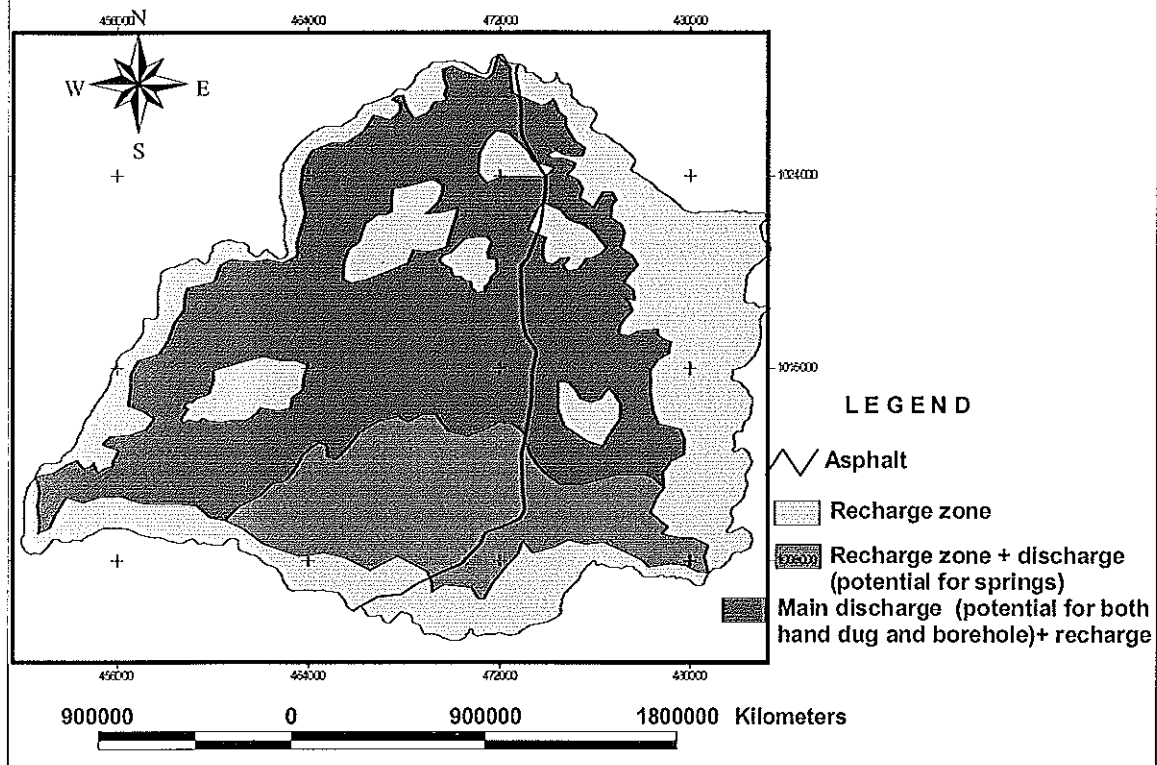 456000 464000 472000 480000
N
W E
S
1024000
1016000
LEGEND
Asphalt
Recharge zone
Recharge zone + discharge
(potential for springs)
Main discharge (potential for both
hand dug and borehole)+ recharge
456000 464000 472000 480000
900000 0 900000 1800000 Kilometers